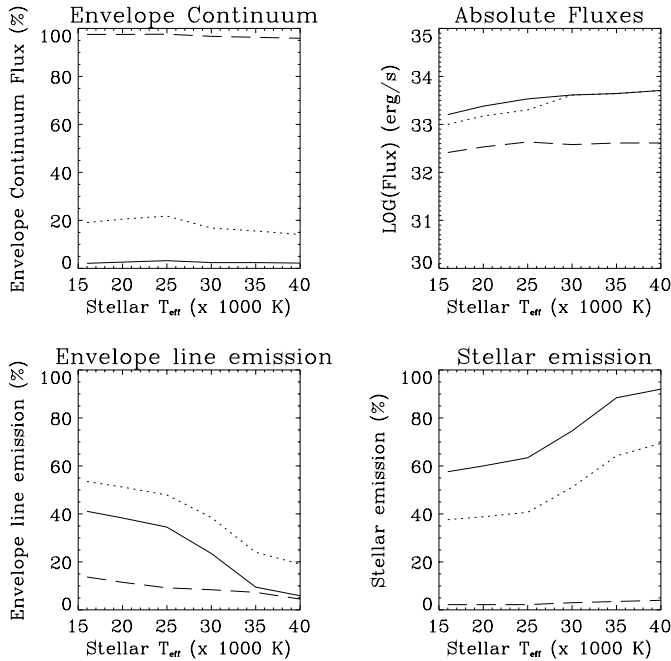 Envelope Continuum
Envelope Continuum Flux (%)
100
80
60
40
20
0
15 20 25 30 35 40
Stellar Teff (x 1000 K)
Absolute Fluxes
LOG(Flux) (erg/s)
35
34
33
32
31
30
15 20 25 30 35 40
Stellar Teff (x 1000 K)
Envelope line emission
Envelope line emission (%)
100
80
60
40
20
0
15 20 25 30 35 40
Stellar Teff (x 1000 K)
Stellar emission
Stellar emission (%)
100
80
60
40
20
0
15 20 25 30 35 40
Stellar Teff (x 1000 K)